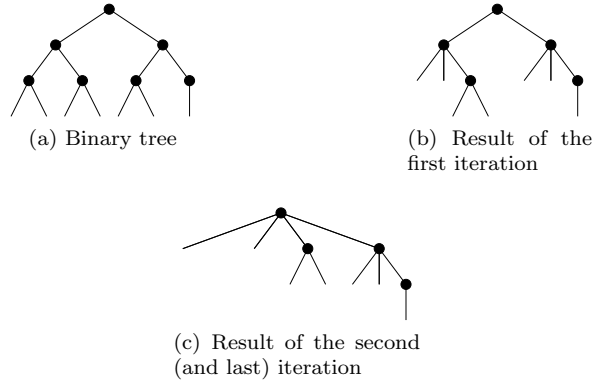 (a) Binary tree
(b) Result of the
first iteration
(c) Result of the second
(and last) iteration